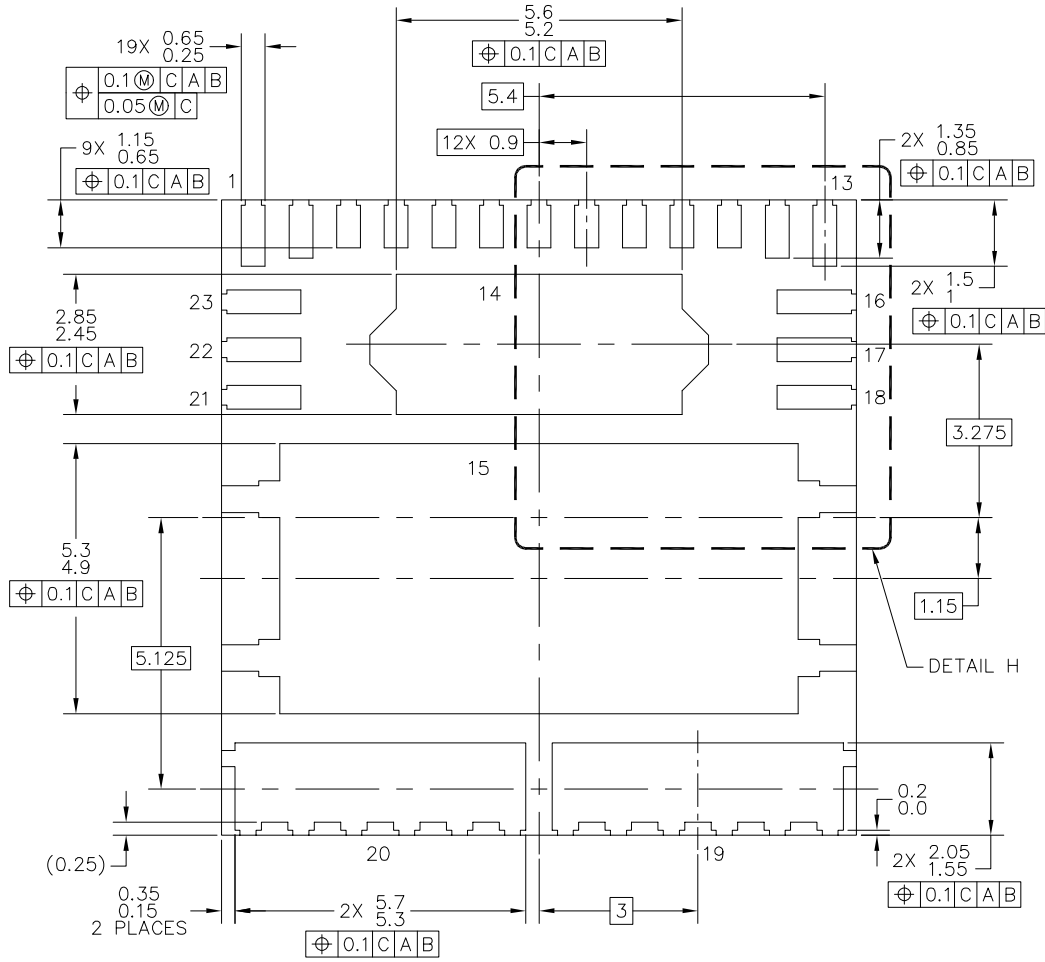 5.6
5.2
⌖ 0.1 C A B
19X 0.65
0.25
⌖ 0.1 Ⓜ C A B
0.05 Ⓜ C
5.4
12X 0.9
9X 1.15
0.65
⌖ 0.1 C A B
2X 1.35
0.85
⌖ 0.1 C A B
1
13
14
23
16
2X 1.5
1
⌖ 0.1 C A B
2.85
2.45
⌖ 0.1 C A B
22
17
21
18
3.275
15
5.3
4.9
⌖ 0.1 C A B
1.15
5.125
DETAIL H
0.2
0.0
(0.25)
20
19
2X 2.05
1.55
⌖ 0.1 C A B
0.35
0.15
2 PLACES
2X 5.7
5.3
⌖ 0.1 C A B
3